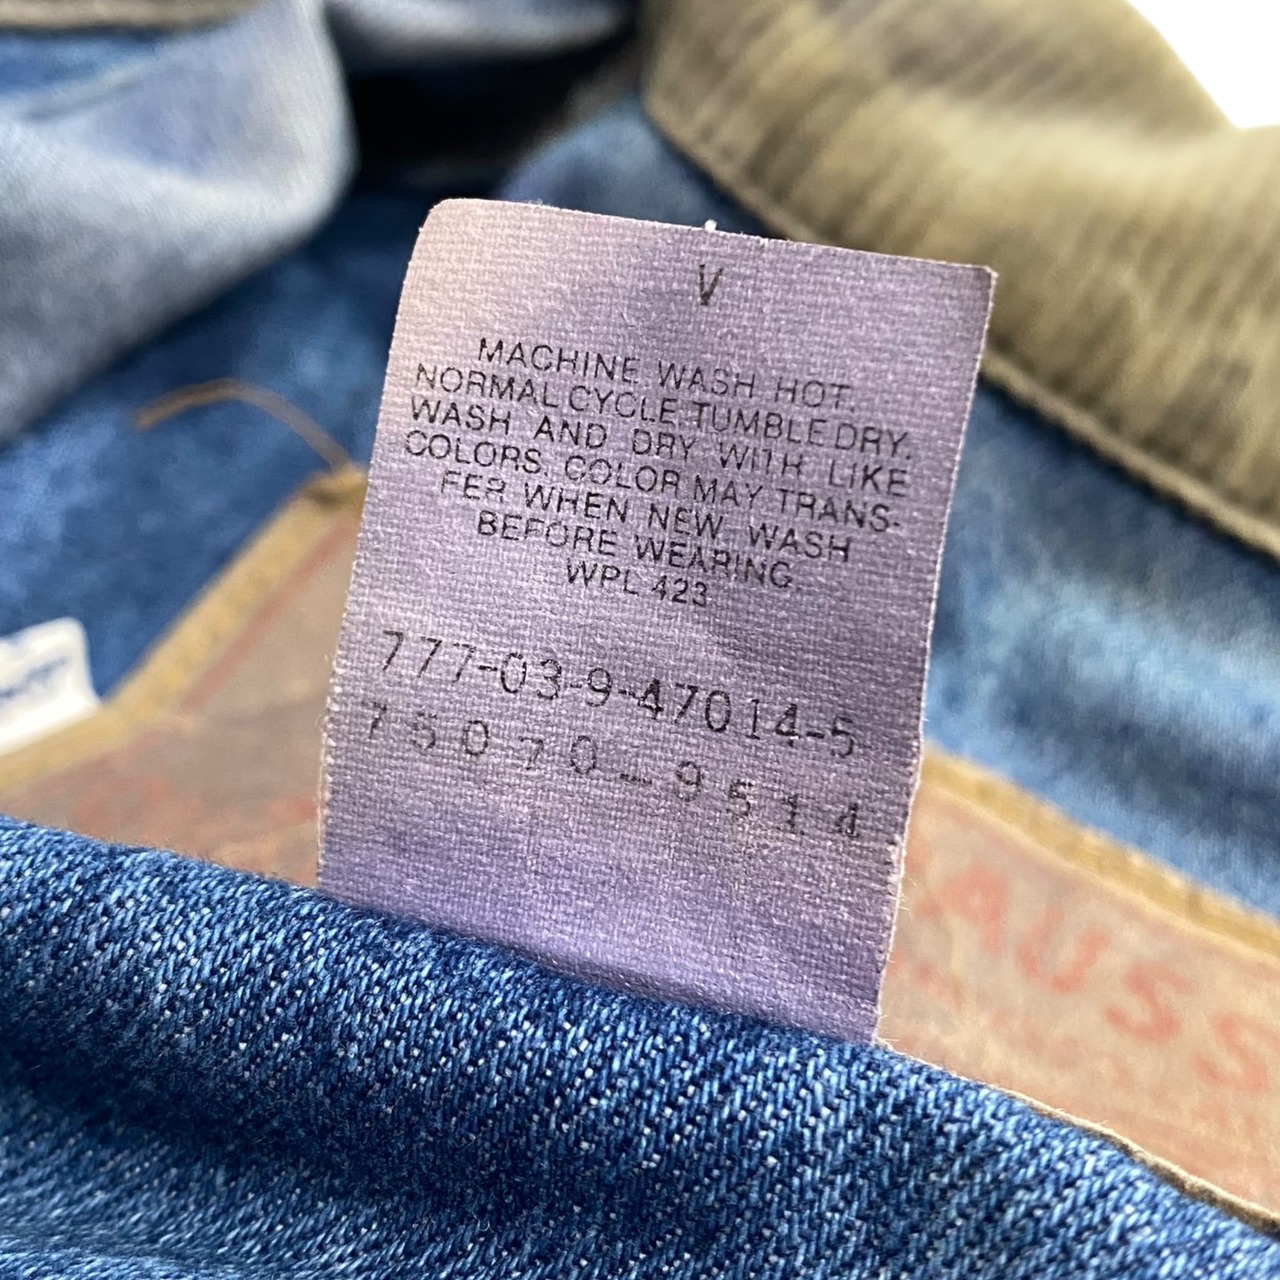 V
MACHINE WASH HOT.
NORMAL CYCLE. TUMBLE DRY.
WASH AND DRY WITH LIKE
COLORS. COLOR MAY TRANS-
FER WHEN NEW WASH
BEFORE WEARING.
WPL 423
777-03-9-47014-5
75070-9514
AUSS